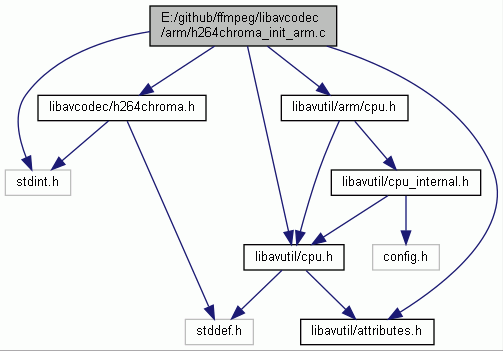 E:/github/ffmpeg/libavcodec
/arm/h264chroma_init_arm.c
libavcodec/h264chroma.h
libavutil/arm/cpu.h
stdint.h
libavutil/cpu_internal.h
libavutil/cpu.h
config.h
stddef.h
libavutil/attributes.h